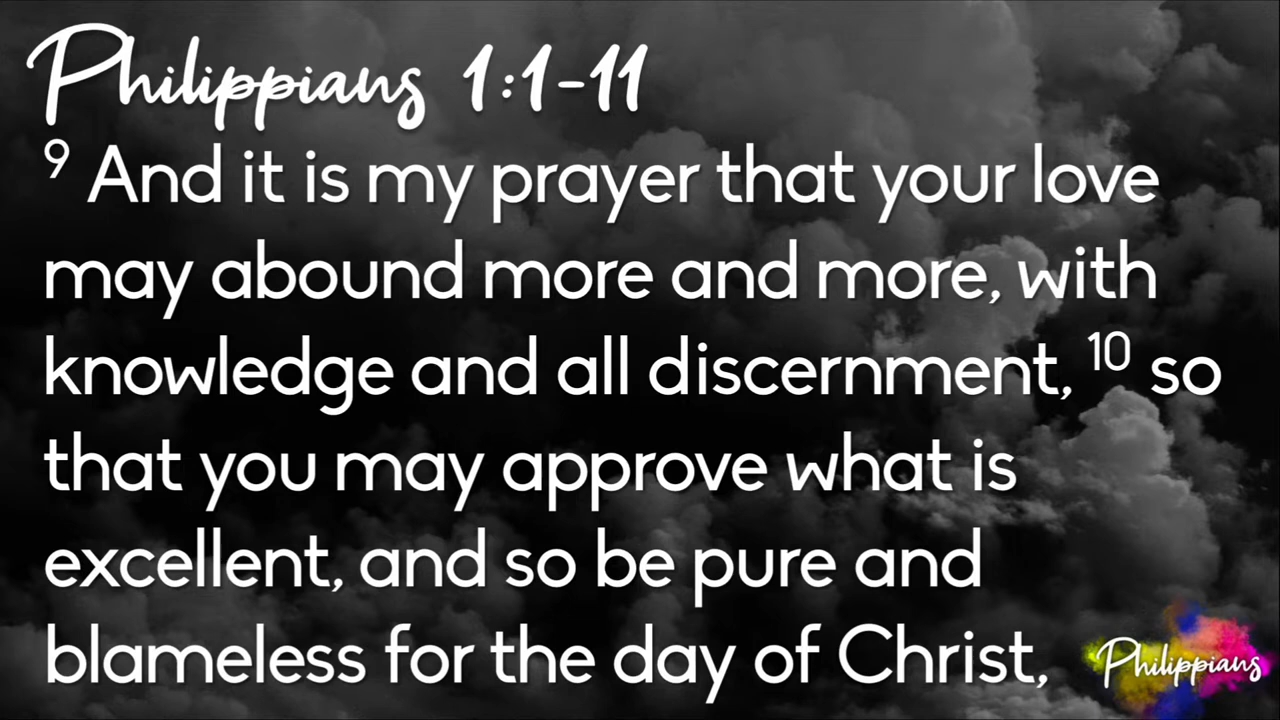 Philippians 1:1-11
⁹ And it is my prayer that your love
may abound more and more, with
knowledge and all discernment, ¹⁰ so
that you may approve what is
excellent, and so be pure and
blameless for the day of Christ,
Philippians